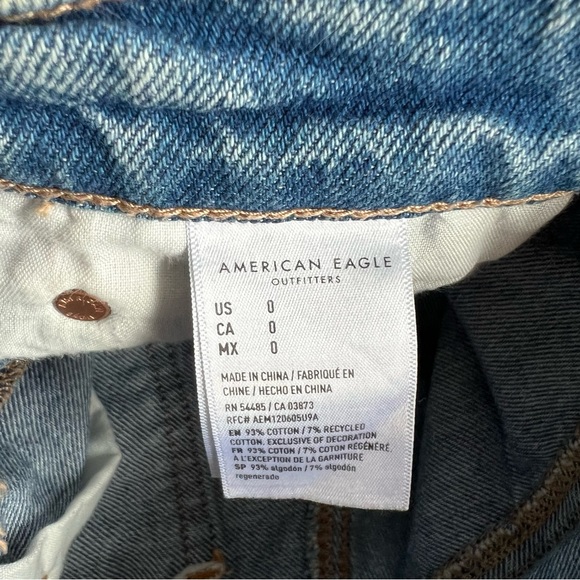 AMERICAN EAGLE
OUTFITTERS
US 0
CA 0
MX 0
MADE IN CHINA / FABRIQUÉ EN
CHINE / HECHO EN CHINA
RN 54485 / CA 03873
RFC# AEM120605U9A
EN 93% COTTON / 7% RECYCLED
COTTON, EXCLUSIVE OF DECORATION
FR 93% COTON / 7% COTON RÉGÉNÉRÉ,
A L'EXCEPTION DE LA GARNITURE
SP 93% algodón / 7% algodón
regenerado